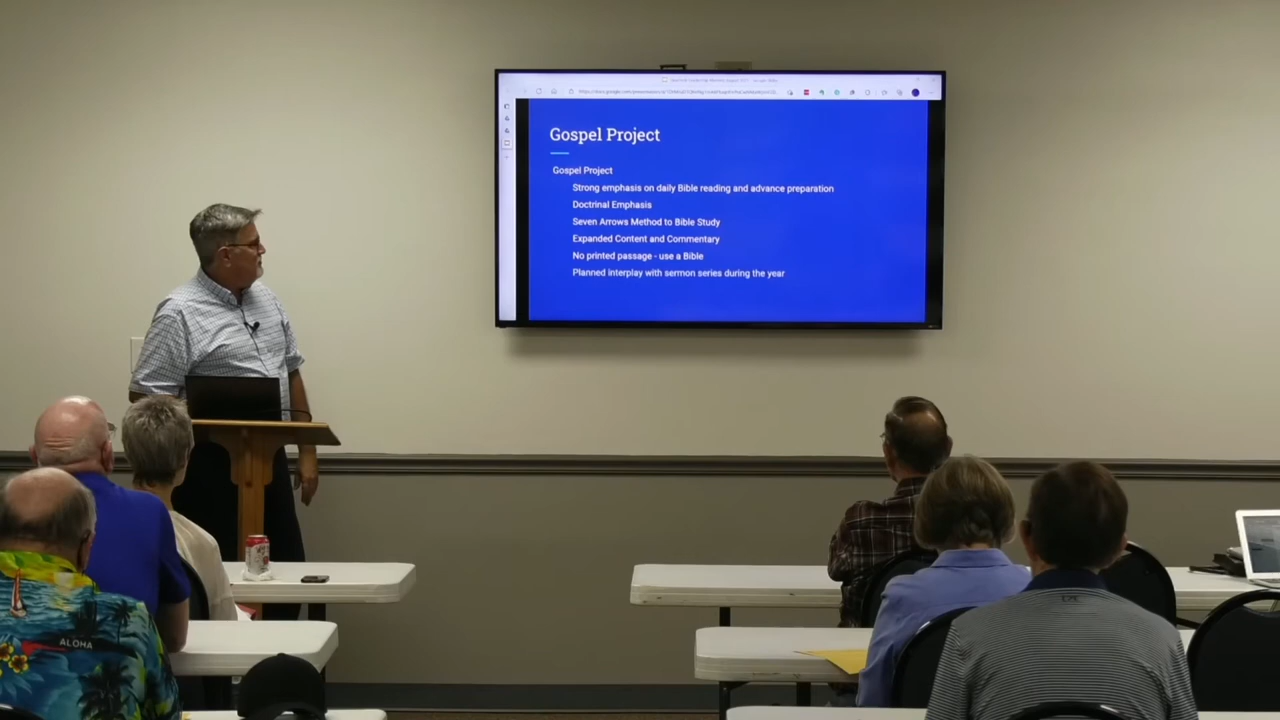 Gospel Project
Gospel Project
Strong emphasis on daily Bible reading and advance preparation
Doctrinal Emphasis
Seven Arrows Method to Bible Study
Expanded Content and Commentary
No printed passage - use a Bible
Planned interplay with sermon series during the year
ALOHA